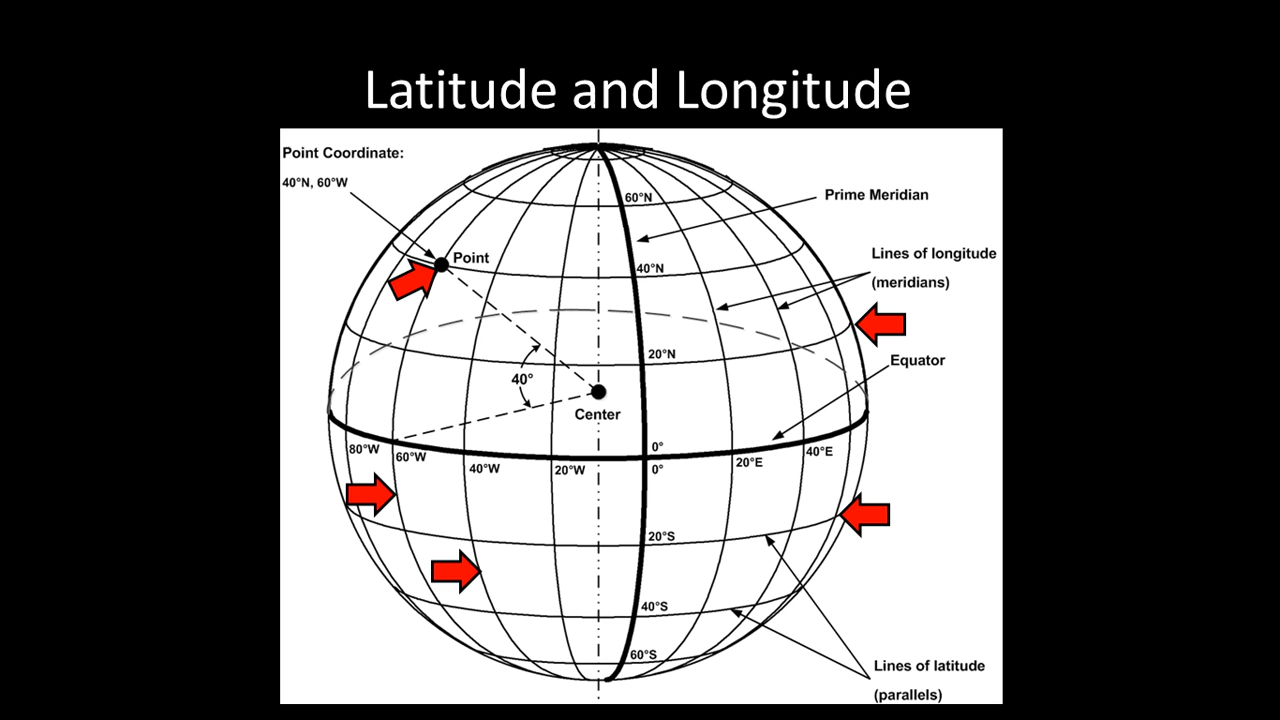 Latitude and Longitude
Point Coordinate:
40°N, 60°W
60°N
Prime Meridian
Point
40°N
Lines of longitude
(meridians)
20°N
Equator
40°
Center
80°W
60°W
40°W
20°W
0°
0°
20°E
40°E
20°S
40°S
60°S
Lines of latitude
(parallels)